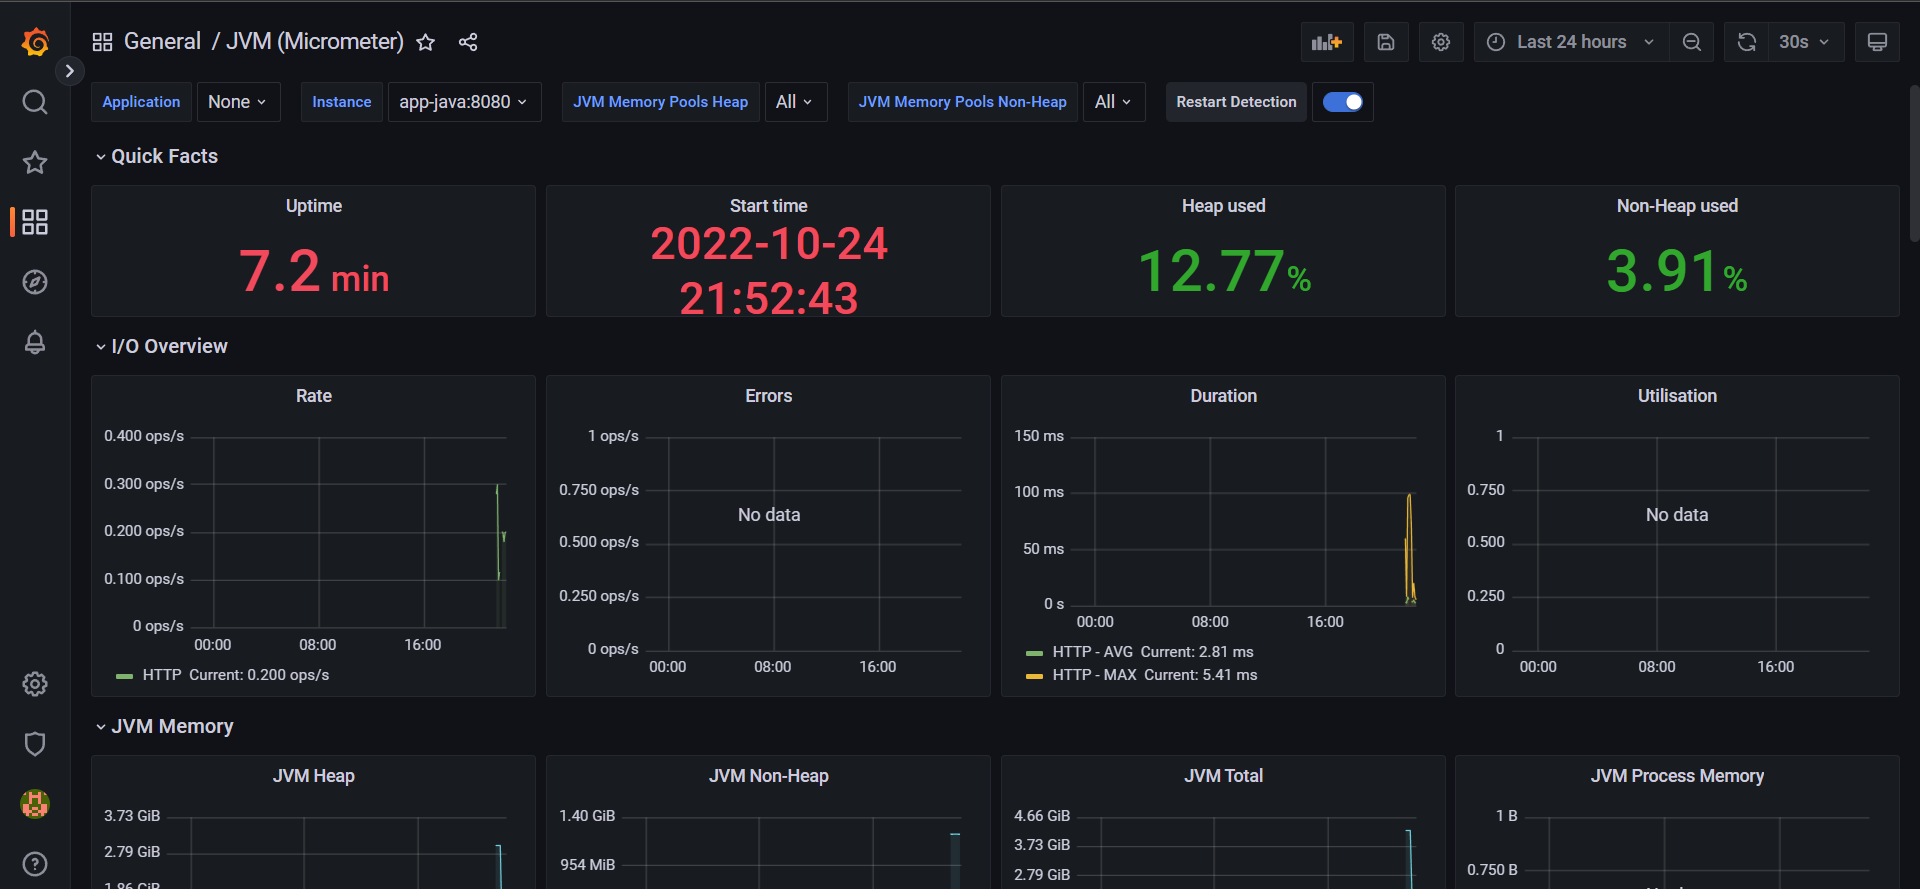 General / JVM (Micrometer)
Last 24 hours
30s
Application
None
Instance
app-java:8080
JVM Memory Pools Heap
All
JVM Memory Pools Non-Heap
All
Restart Detection
Quick Facts
Uptime
7.2 min
Start time
2022-10-24
21:52:43
Heap used
12.77%
Non-Heap used
3.91%
I/O Overview
Rate
0.400 ops/s
0.300 ops/s
0.200 ops/s
0.100 ops/s
0 ops/s
00:00 08:00 16:00
HTTP Current: 0.200 ops/s
Errors
1 ops/s
0.750 ops/s
No data
0.500 ops/s
0.250 ops/s
0 ops/s
00:00 08:00 16:00
Duration
150 ms
100 ms
50 ms
0 s
00:00 08:00 16:00
HTTP - AVG Current: 2.81 ms
HTTP - MAX Current: 5.41 ms
Utilisation
1
0.750
No data
0.500
0.250
0
00:00 08:00 16:00
JVM Memory
JVM Heap
3.73 GiB
2.79 GiB
1.86 GiB
JVM Non-Heap
1.40 GiB
954 MiB
JVM Total
4.66 GiB
3.73 GiB
2.79 GiB
JVM Process Memory
1 B
0.750 B